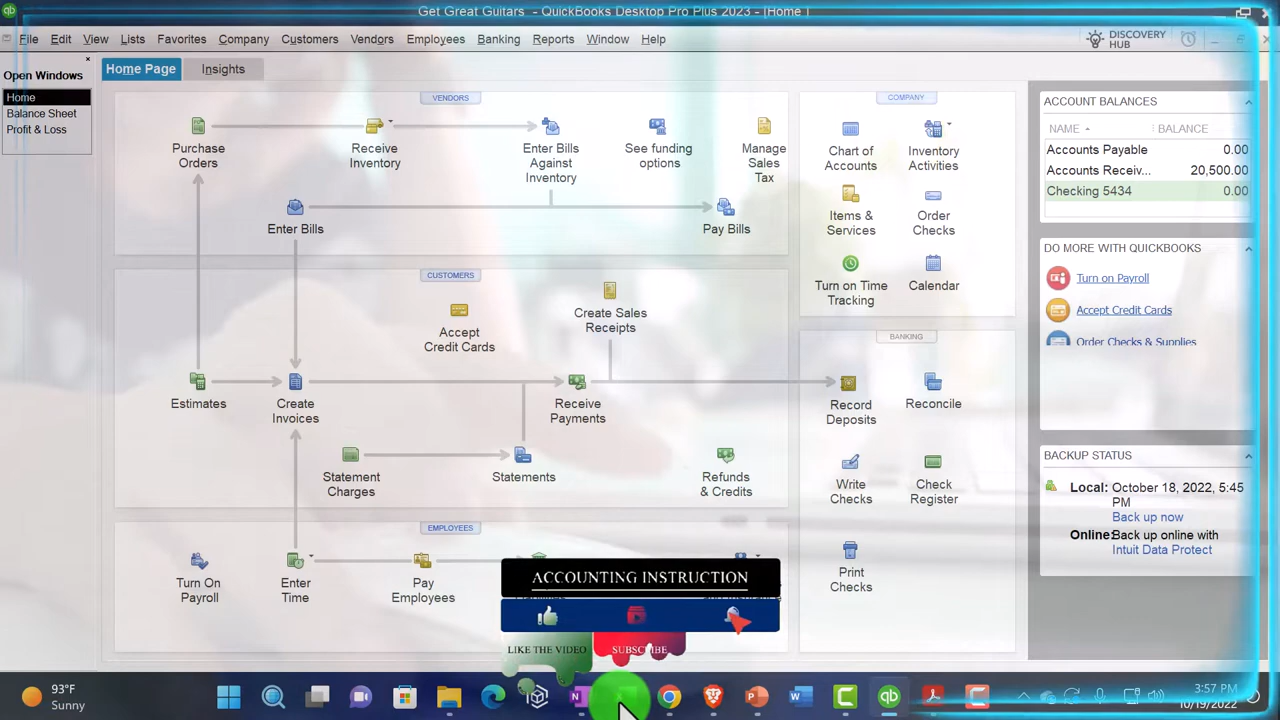 Get Great Guitars - QuickBooks Desktop Pro Plus 2023 - [Home]
File Edit View Lists Favorites Company Customers Vendors Employees Banking Reports Window Help
DISCOVERY
HUB
Open Windows
Home
Balance Sheet
Profit & Loss
Home Page
Insights
VENDORS
Purchase
Orders
Receive
Inventory
Enter Bills
Against
Inventory
See funding
options
Manage
Sales
Tax
Enter Bills
Pay Bills
CUSTOMERS
Accept
Credit Cards
Create Sales
Receipts
Estimates
Create
Invoices
Receive
Payments
Statement
Charges
Statements
Refunds
& Credits
EMPLOYEES
Turn On
Payroll
Enter
Time
Pay
Employees
COMPANY
Chart of
Accounts
Inventory
Activities
Items &
Services
Order
Checks
Turn on Time
Tracking
Calendar
BANKING
Record
Deposits
Reconcile
Write
Checks
Check
Register
Print
Checks
ACCOUNT BALANCES
NAME BALANCE
Accounts Payable 0.00
Accounts Receiv... 20,500.00
Checking 5434 0.00
DO MORE WITH QUICKBOOKS
Turn on Payroll
Accept Credit Cards
Order Checks & Supplies
BACKUP STATUS
Local: October 18, 2022, 5:45
PM
Back up now
Online: Back up online with
Intuit Data Protect
ACCOUNTING INSTRUCTION
LIKE THE VIDEO
SUBSCRIBE
93°F
Sunny
3:57 PM
10/19/2022